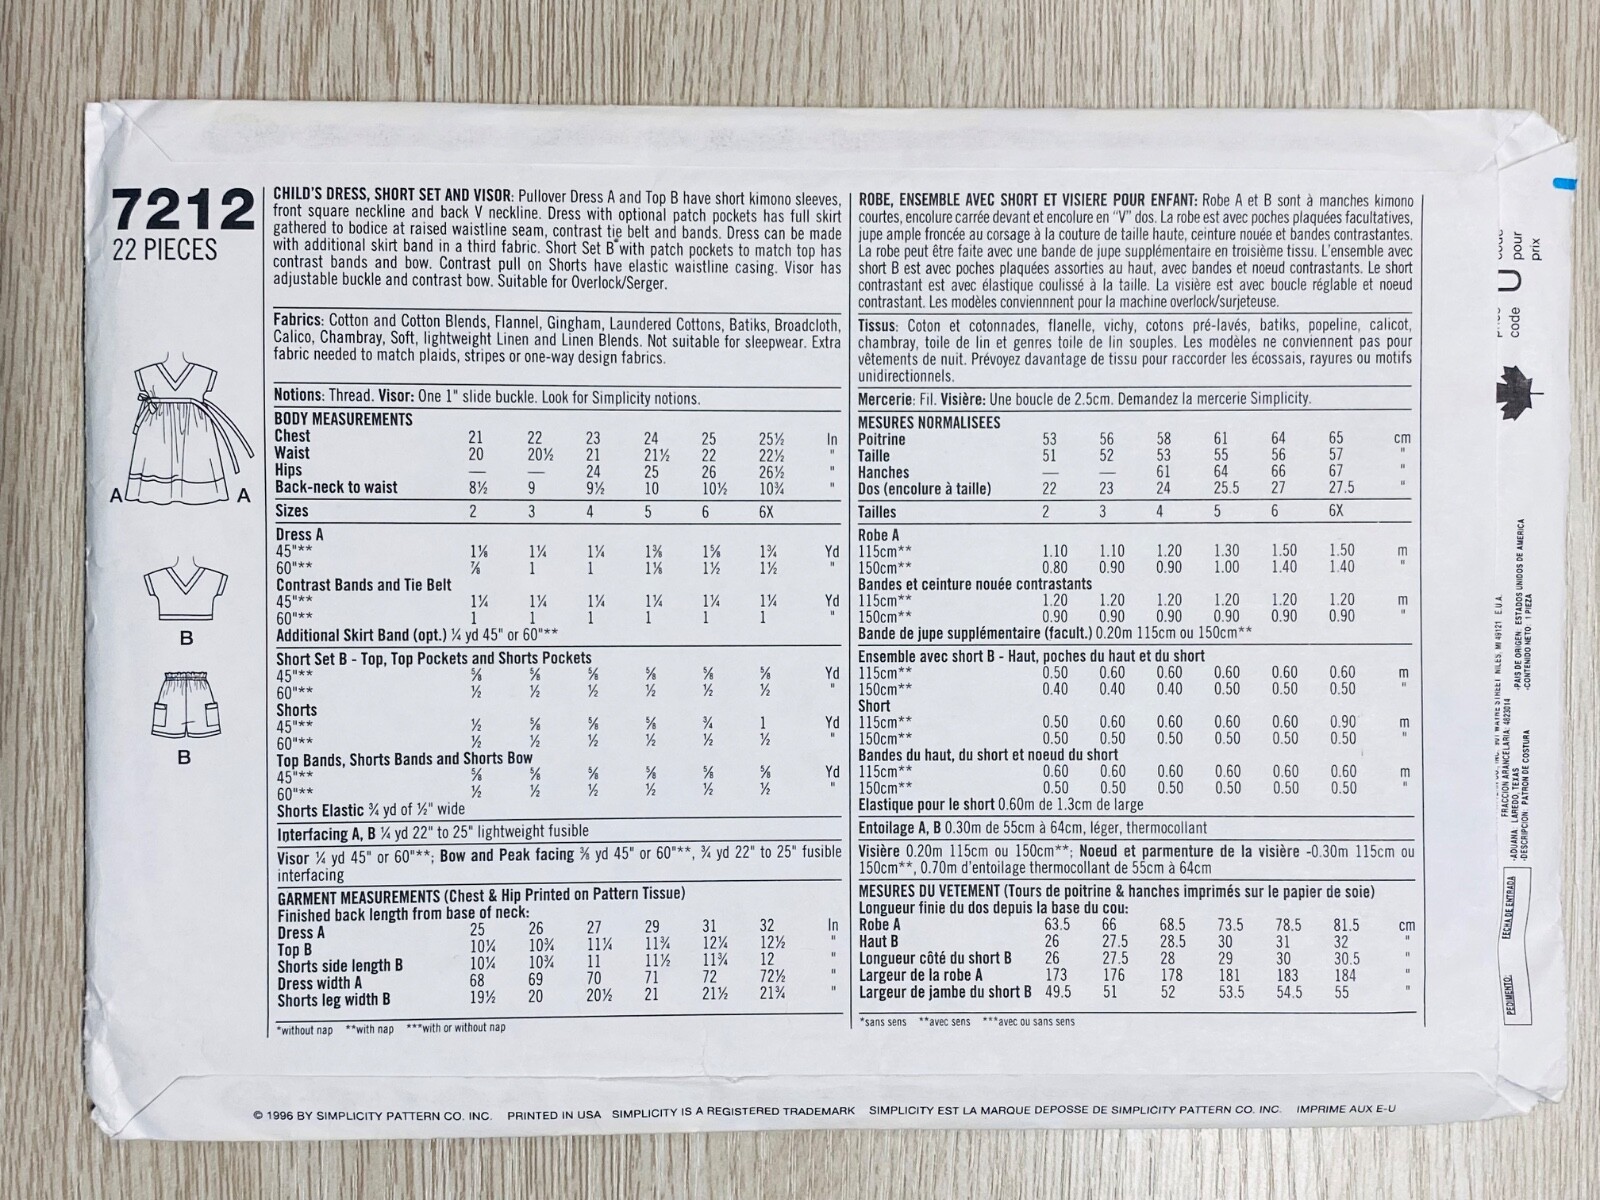 7212
22 PIECES
A A
B
B
CHILD'S DRESS, SHORT SET AND VISOR: Pullover Dress A and Top B have short kimono sleeves,
front square neckline and back V neckline. Dress with optional patch pockets has full skirt
gathered to bodice at raised waistline seam, contrast tie belt and bands. Dress can be made
with additional skirt band in a third fabric. Short Set B with patch pockets to match top has
contrast bands and bow. Contrast pull on Shorts have elastic waistline casing. Visor has
adjustable buckle and contrast bow. Suitable for Overlock/Serger.
Fabrics: Cotton and Cotton Blends, Flannel, Gingham, Laundered Cottons, Batiks, Broadcloth,
Calico, Chambray, Soft, lightweight Linen and Linen Blends. Not suitable for sleepwear. Extra
fabric needed to match plaids, stripes or one-way design fabrics.
Notions: Thread. Visor: One 1" slide buckle. Look for Simplicity notions.
BODY MEASUREMENTS
Chest 21 22 23 24 25 25½ In
Waist 20 20½ 21 21½ 22 22½ "
Hips — — 24 25 26 26½ "
Back-neck to waist 8½ 9 9½ 10 10½ 10¾ "
Sizes 2 3 4 5 6 6X
Dress A
45"** 1⅛ 1¼ 1¼ 1⅜ 1⅝ 1¾ Yd
60"** ⅞ 1 1 1⅛ 1½ 1½ "
Contrast Bands and Tie Belt
45"** 1¼ 1¼ 1¼ 1¼ 1¼ 1¼ Yd
60"** 1 1 1 1 1 1 "
Additional Skirt Band (opt.) ¼ yd 45" or 60"**
Short Set B - Top, Top Pockets and Shorts Pockets
45"** ⅝ ⅝ ⅝ ⅝ ⅝ ⅝ Yd
60"** ½ ½ ½ ½ ½ ½ "
Shorts
45"** ½ ⅝ ⅝ ⅝ ¾ 1 Yd
60"** ½ ½ ½ ½ ½ ½ "
Top Bands, Shorts Bands and Shorts Bow
45"** ⅝ ⅝ ⅝ ⅝ ⅝ ⅝ Yd
60"** ½ ½ ½ ½ ½ ½ "
Shorts Elastic ¾ yd of ½" wide
Interfacing A, B ¼ yd 22" to 25" lightweight fusible
Visor ¼ yd 45" or 60"**; Bow and Peak facing ⅜ yd 45" or 60"**, ¾ yd 22" to 25" fusible
interfacing
GARMENT MEASUREMENTS (Chest & Hip Printed on Pattern Tissue)
Finished back length from base of neck:
Dress A 25 26 27 29 31 32 In
Top B 10¼ 10¾ 11¼ 11¾ 12¼ 12½ "
Shorts side length B 10¼ 10¾ 11 11½ 11¾ 12 "
Dress width A 68 69 70 71 72 72½ "
Shorts leg width B 19½ 20 20½ 21 21½ 21¾ "
*without nap **with nap ***with or without nap
ROBE, ENSEMBLE AVEC SHORT ET VISIERE POUR ENFANT: Robe A et B sont à manches kimono
courtes, encolure carrée devant et encolure en "V" dos. La robe est avec poches plaquées facultatives,
jupe ample froncée au corsage à la couture de taille haute, ceinture nouée et bandes contrastantes.
La robe peut être faite avec une bande de jupe supplémentaire en troisième tissu. L'ensemble avec
short B est avec poches plaquées assorties au haut, avec bandes et noeud contrastants. Le short
contrastant est avec élastique coulissé à la taille. La visière est avec boucle réglable et noeud
contrastant. Les modèles conviennnent pour la machine overlock/surjeteuse.
Tissus: Coton et cotonnades, flanelle, vichy, cotons pré-lavés, batiks, popeline, calicot,
chambray, toile de lin et genres toile de lin souples. Les modèles ne conviennent pas pour
vêtements de nuit. Prévoyez davantage de tissu pour raccorder les écossais, rayures ou motifs
unidirectionnels.
Mercerie: Fil. Visière: Une boucle de 2.5cm. Demandez la mercerie Simplicity.
MESURES NORMALISEES
Poitrine 53 56 58 61 64 65 cm
Taille 51 52 53 55 56 57 "
Hanches — — 61 64 66 67 "
Dos (encolure à taille) 22 23 24 25.5 27 27.5 "
Tailles 2 3 4 5 6 6X
Robe A
115cm** 1.10 1.10 1.20 1.30 1.50 1.50 m
150cm** 0.80 0.90 0.90 1.00 1.40 1.40 "
Bandes et ceinture nouée contrastants
115cm** 1.20 1.20 1.20 1.20 1.20 1.20 m
150cm** 0.90 0.90 0.90 0.90 0.90 0.90 "
Bande de jupe supplémentaire (facult.) 0.20m 115cm ou 150cm**
Ensemble avec short B - Haut, poches du haut et du short
115cm** 0.50 0.60 0.60 0.60 0.60 0.60 m
150cm** 0.40 0.40 0.40 0.50 0.50 0.50 "
Short
115cm** 0.50 0.60 0.60 0.60 0.60 0.90 m
150cm** 0.50 0.50 0.50 0.50 0.50 0.50 "
Bandes du haut, du short et noeud du short
115cm** 0.60 0.60 0.60 0.60 0.60 0.60 m
150cm** 0.50 0.50 0.50 0.50 0.50 0.50 "
Elastique pour le short 0.60m de 1.3cm de large
Entoilage A, B 0.30m de 55cm à 64cm, léger, thermocollant
Visière 0.20m 115cm ou 150cm**; Noeud et parmenture de la visière -0.30m 115cm ou
150cm**, 0.70m d'entoilage thermocollant de 55cm à 64cm
MESURES DU VETEMENT (Tours de poitrine & hanches imprimés sur le papier de soie)
Longueur finie du dos depuis la base du cou:
Robe A 63.5 66 68.5 73.5 78.5 81.5 cm
Haut B 26 27.5 28.5 30 31 32 "
Longueur côté du short B 26 27.5 28 29 30 30.5 "
Largeur de la robe A 173 176 178 181 183 184 "
Largeur de jambe du short B 49.5 51 52 53.5 54.5 55 "
*sans sens **avec sens ***avec ou sans sens
U
code
pour
prix
FRACCION ARANCELARIA: 4823014
-ADUANA: LAREDO, TEXAS -PAIS DE ORIGEN: ESTADOS UNIDOS DE AMERICA
-DESCRIPCION: PATRON DE COSTURA -CONTENIDO NETO: 1 PIEZA
PEDIMENTO: FECHA DE ENTRADA
© 1996 BY SIMPLICITY PATTERN CO. INC. PRINTED IN USA SIMPLICITY IS A REGISTERED TRADEMARK SIMPLICITY EST LA MARQUE DEPOSSE DE SIMPLICITY PATTERN CO. INC. IMPRIME AUX E-U